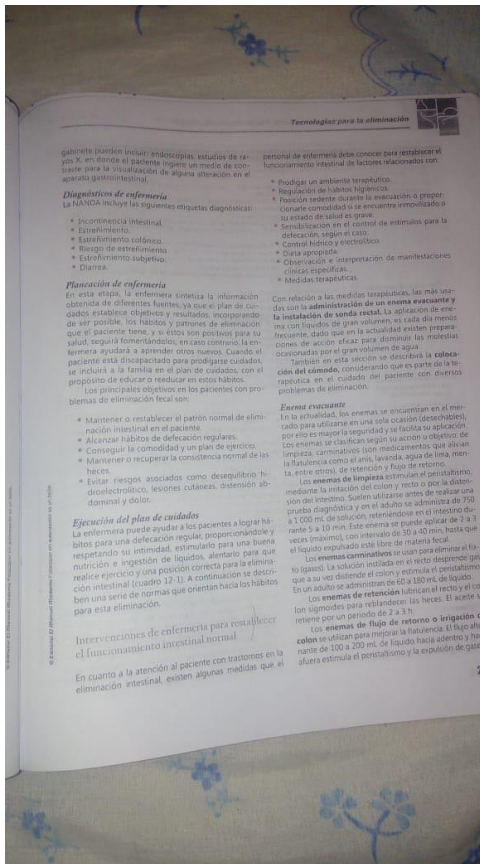 Tecnologías para la eliminación
gabinete pueden incluir: endoscopias, estudios de ra-
yos X, en donde el paciente ingiere un medio de con-
traste para la visualización de alguna alteración en el
aparato gastrointestinal.
Diagnósticos de enfermería
La NANDA incluye las siguientes etiquetas diagnósticas:
* Incontinencia intestinal.
* Estreñimiento.
* Estreñimiento colónico.
* Riesgo de estreñimiento.
* Estreñimiento subjetivo.
* Diarrea.
Planeación de enfermería
En esta etapa, la enfermera sintetiza la información
obtenida de diferentes fuentes, ya que el plan de cui-
dados establece objetivos y resultados, incorporando
de ser posible, los hábitos y patrones de eliminación
que el paciente tiene, y si éstos son positivos para su
salud, seguirá fomentándolos, en caso contrario, la en-
fermera ayudará a aprender otros nuevos. Cuando el
paciente está discapacitado para prodigarse cuidados,
se incluirá a la familia en el plan de cuidados, con el
propósito de educar o reeducar en estos hábitos.
Los principales objetivos en los pacientes con pro-
blemas de eliminación fecal son:
* Mantener o restablecer el patrón normal de elimi-
nación intestinal en el paciente.
* Alcanzar hábitos de defecación regulares.
* Conseguir la comodidad y un plan de ejercicio.
* Mantener o recuperar la consistencia normal de las
heces.
* Evitar riesgos asociados como desequilibrio hi-
droelectrolítico, lesiones cutáneas, distensión ab-
dominal y dolor.
Ejecución del plan de cuidados
La enfermera puede ayudar a los pacientes a lograr há-
bitos para una defecación regular, proporcionándole y
respetando su intimidad, estimularlo para una buena
nutrición e ingestión de líquidos, alentarlo para que
realice ejercicio y una posición correcta para la elimina-
ción intestinal (cuadro 12-1). A continuación se descri-
ben una serie de normas que orientan hacia los hábitos
para esta eliminación.
Intervenciones de enfermería para restablecer
el funcionamiento intestinal normal
En cuanto a la atención al paciente con trastornos en la
eliminación intestinal, existen algunas medidas que el
personal de enfermería debe conocer para restablecer el
funcionamiento intestinal de factores relacionados con:
* Prodigar un ambiente terapéutico.
* Regulación de hábitos higiénicos.
* Posición sedente durante la evacuación o propor-
cionarle comodidad si se encuentra inmovilizado o
su estado de salud es grave.
* Sensibilización en el control de estímulos para la
defecación, según el caso.
* Control hídrico y electrolítico.
* Dieta apropiada.
* Observación e interpretación de manifestaciones
clínicas específicas.
* Medidas terapéuticas.
Con relación a las medidas terapéuticas, las más usa-
das son la administración de un enema evacuante y
la instalación de sonda rectal. La aplicación de ene-
ma con líquidos de gran volumen, es cada día menos
frecuente, dado que en la actualidad existen prepara-
ciones de acción eficaz para disminuir las molestias
ocasionadas por el gran volumen de agua.
También en esta sección se describirá la coloca-
ción del cómodo, considerando que es parte de la te-
rapéutica en el cuidado del paciente con diversos
problemas de eliminación.
Enema evacuante
En la actualidad, los enemas se encuentran en el mer-
cado para utilizarse en una sola ocasión (desechables),
por ello es mayor la seguridad y se facilita su aplicación.
Los enemas se clasifican según su acción u objetivo: de
limpieza, carminativos (son medicamentos que alivian
la flatulencia como el anís, lavanda, agua de lima, men-
ta, entre otros), de retención y flujo de retorno.
Los enemas de limpieza estimulan el peristaltismo,
mediante la irritación del colon y recto o por la disten-
sión del intestino. Suelen utilizarse antes de realizar una
prueba diagnóstica y en el adulto se administra de 750
a 1 000 mL de solución, reteniéndose en el intestino du-
rante 5 a 10 min. Este enema se puede aplicar de 2 a 3
veces (máximo), con intervalo de 30 a 40 min, hasta que
el líquido expulsado esté libre de materia fecal.
Los enemas carminativos se usan para eliminar el fla-
to (gases). La solución instilada en el recto desprende gas
que a su vez distiende el colon y estimula el peristaltismo.
En un adulto se administran de 60 a 180 mL de líquido.
Los enemas de retención lubrican el recto y el co-
lon sigmoides para reblandecer las heces. El aceite se
retiene por un periodo de 2 a 3 h.
Los enemas de flujo de retorno o irrigación
colon se utilizan para mejorar la flatulencia. El flujo
nante de 100 a 200 mL de líquido hacia adentro y
afuera estimula el peristaltismo y la expulsión de